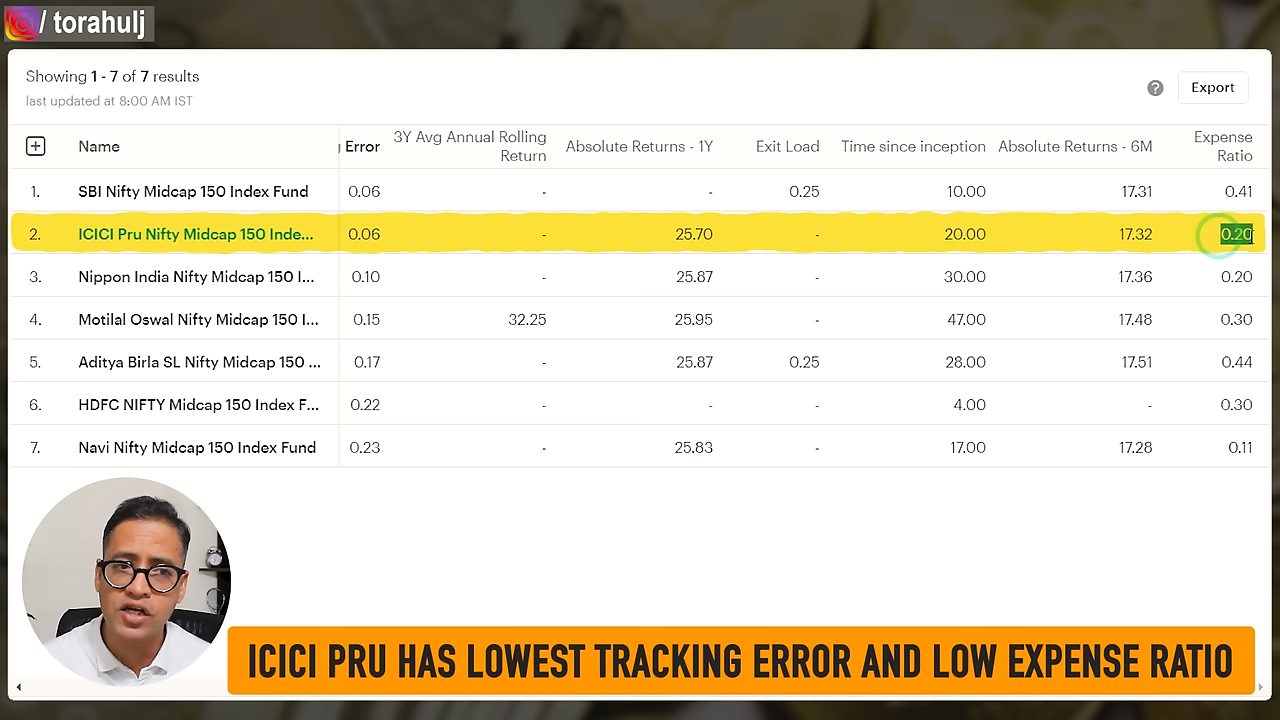 / torahulj
Showing 1 - 7 of 7 results
last updated at 8:00 AM IST
? Export
Name Error 3Y Avg Annual Rolling Return Absolute Returns - 1Y Exit Load Time since inception Absolute Returns - 6M Expense Ratio
1. SBI Nifty Midcap 150 Index Fund 0.06 - - 0.25 10.00 17.31 0.41
2. ICICI Pru Nifty Midcap 150 Inde... 0.06 - 25.70 - 20.00 17.32 0.20
3. Nippon India Nifty Midcap 150 I... 0.10 - 25.87 - 30.00 17.36 0.20
4. Motilal Oswal Nifty Midcap 150 I... 0.15 32.25 25.95 - 47.00 17.48 0.30
5. Aditya Birla SL Nifty Midcap 150 ... 0.17 - 25.87 0.25 28.00 17.51 0.44
6. HDFC NIFTY Midcap 150 Index F... 0.22 - - - 4.00 - 0.30
7. Navi Nifty Midcap 150 Index Fund 0.23 - 25.83 - 17.00 17.28 0.11
ICICI PRU HAS LOWEST TRACKING ERROR AND LOW EXPENSE RATIO